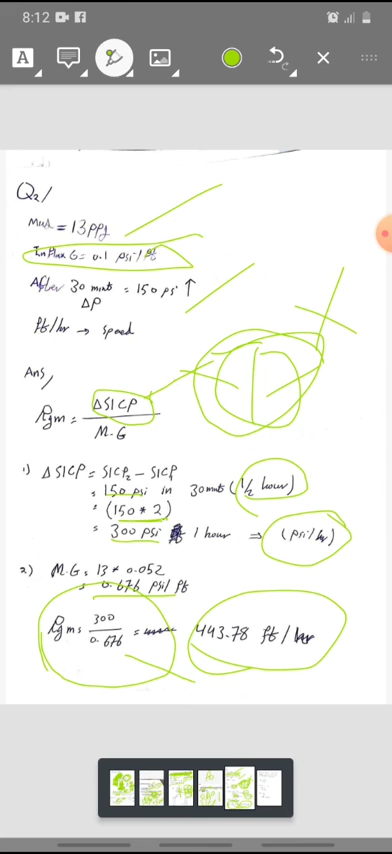 8:12
A
Q2/
Mud = 13 ppg
Influx G = 0.1 psi/ft
After 30 mints = 150 psi ↑
ΔP
ft/hr → speed
Ans,
Rgm = ΔSICP
M.G
1) ΔSICP = SICP2 - SICP1
= 150 psi in 30 mints (1/2 hour)
= (150 * 2)
= 300 psi 1 hour ⇒ (psi/hr)
2) M.G = 13 * 0.052
= 0.676 psi/ft
Rgm = 300 / 0.676 = 443.78 ft/hr